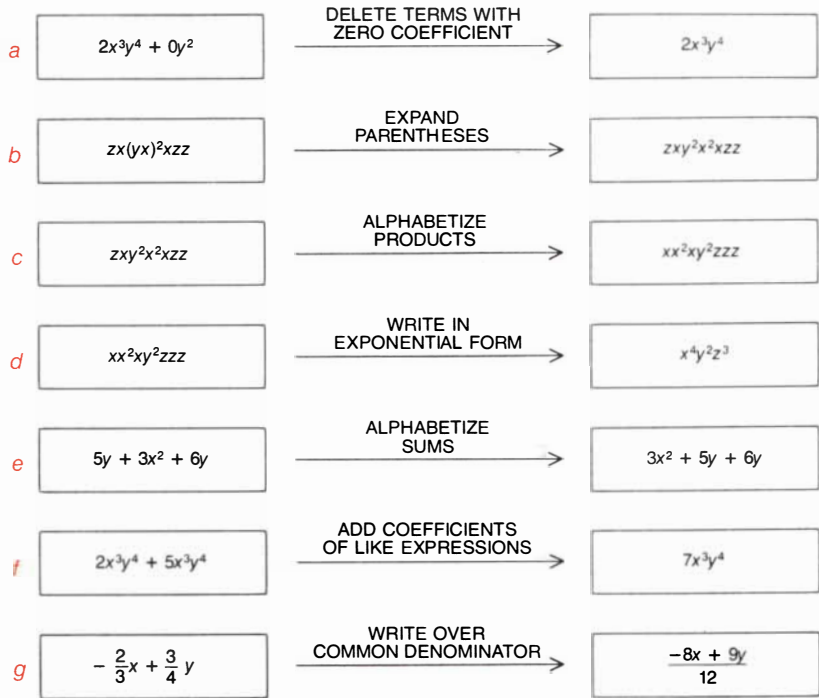 DELETE TERMS WITH
ZERO COEFFICIENT
a 2x³y⁴ + 0y² 2x³y⁴
EXPAND
PARENTHESES
b zx(yx)²xzz zxy²x²xzz
ALPHABETIZE
PRODUCTS
c zxy²x²xzz xx²xy²zzz
WRITE IN
EXPONENTIAL FORM
d xx²xy²zzz x⁴y²z³
ALPHABETIZE
SUMS
e 5y + 3x² + 6y 3x² + 5y + 6y
ADD COEFFICIENTS
OF LIKE EXPRESSIONS
f 2x³y⁴ + 5x³y⁴ 7x³y⁴
WRITE OVER
COMMON DENOMINATOR
g - 2/3 x + 3/4 y (-8x + 9y)/12